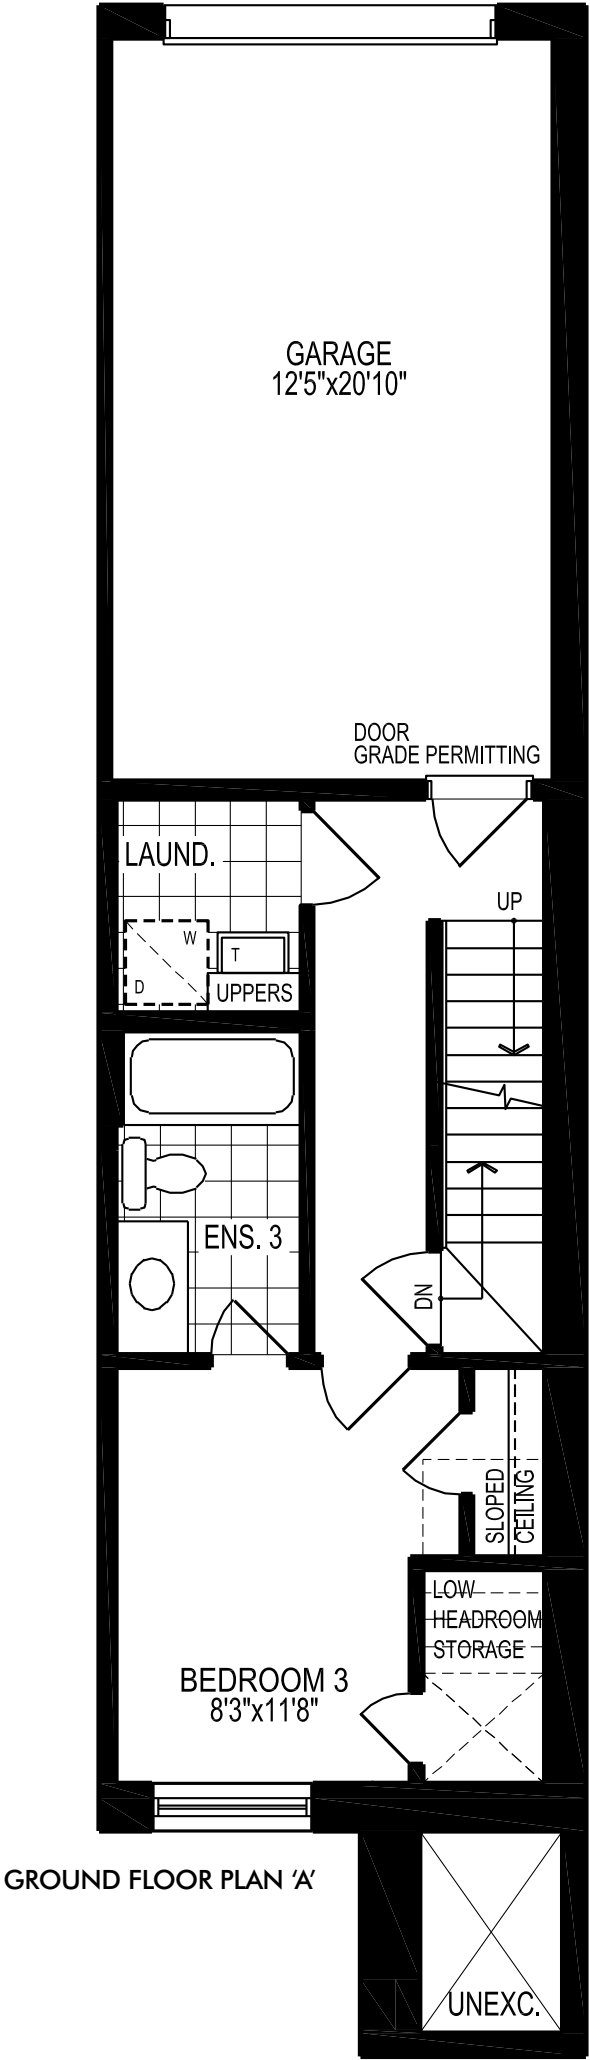 GARAGE
12'5"x20'10"
DOOR
GRADE PERMITTING
LAUND.
UP
W
T
D
UPPERS
ENS. 3
DN
SLOPED
CEILING
LOW
HEADROOM
STORAGE
BEDROOM 3
8'3"x11'8"
GROUND FLOOR PLAN ‘A’
UNEXC.